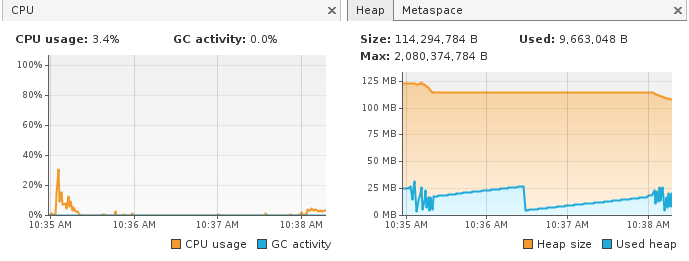 CPU ×
CPU usage: 3.4% GC activity: 0.0%
100%
80%
60%
40%
20%
0%
10:35 AM 10:36 AM 10:37 AM 10:38 AM
CPU usage GC activity
Heap Metaspace ×
Size: 114,294,784 B Used: 9,663,048 B
Max: 2,080,374,784 B
125 MB
100 MB
75 MB
50 MB
25 MB
0 MB
10:35 AM 10:36 AM 10:37 AM 10:38 AM
Heap size Used heap